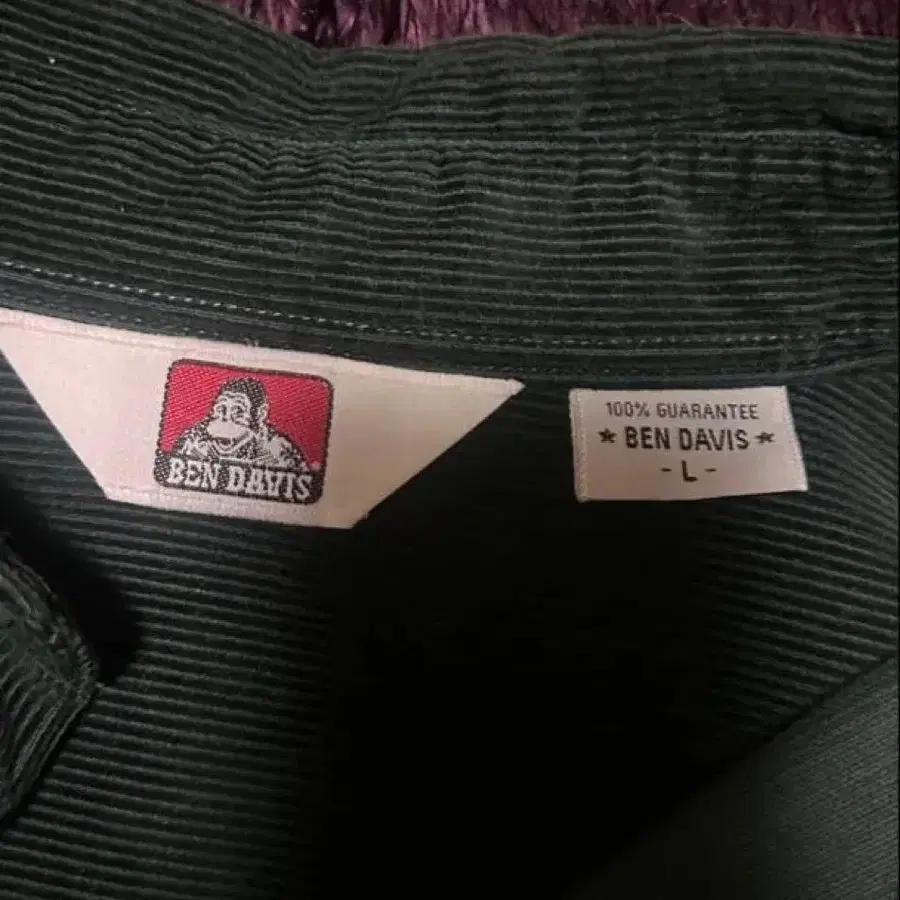 BEN DAVIS
100% GUARANTEE
★ BEN DAVIS ★
- L -